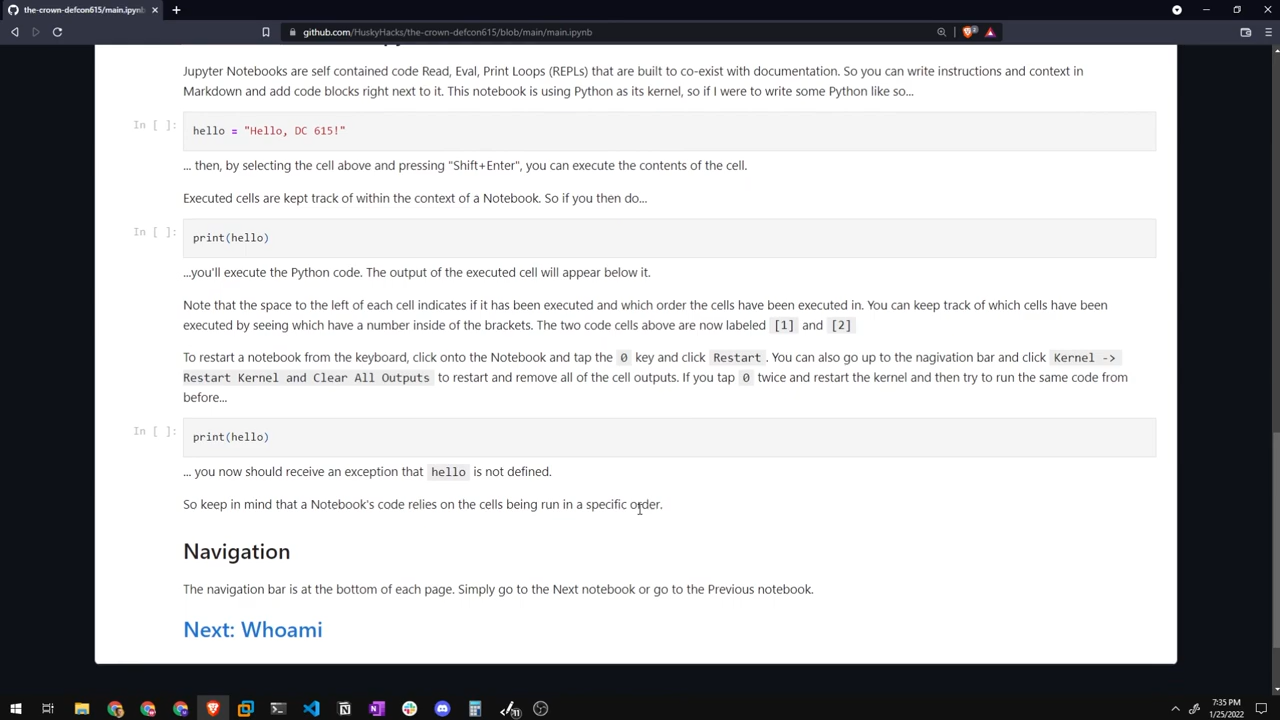 the-crown-defcon615/main.ipynb
github.com/HuskyHacks/the-crown-defcon615/blob/main/main.ipynb
Jupyter Notebooks are self contained code Read, Eval, Print Loops (REPLs) that are built to co-exist with documentation. So you can write instructions and context in
Markdown and add code blocks right next to it. This notebook is using Python as its kernel, so if I were to write some Python like so...
In [ ]: hello = "Hello, DC 615!"
... then, by selecting the cell above and pressing "Shift+Enter", you can execute the contents of the cell.
Executed cells are kept track of within the context of a Notebook. So if you then do...
In [ ]: print(hello)
...you'll execute the Python code. The output of the executed cell will appear below it.
Note that the space to the left of each cell indicates if it has been executed and which order the cells have been executed in. You can keep track of which cells have been
executed by seeing which have a number inside of the brackets. The two code cells above are now labeled [1] and [2]
To restart a notebook from the keyboard, click onto the Notebook and tap the 0 key and click Restart. You can also go up to the nagivation bar and click Kernel ->
Restart Kernel and Clear All Outputs to restart and remove all of the cell outputs. If you tap 0 twice and restart the kernel and then try to run the same code from
before...
In [ ]: print(hello)
... you now should receive an exception that hello is not defined.
So keep in mind that a Notebook's code relies on the cells being run in a specific order.
Navigation
The navigation bar is at the bottom of each page. Simply go to the Next notebook or go to the Previous notebook.
Next: Whoami
7:35 PM
1/25/2022